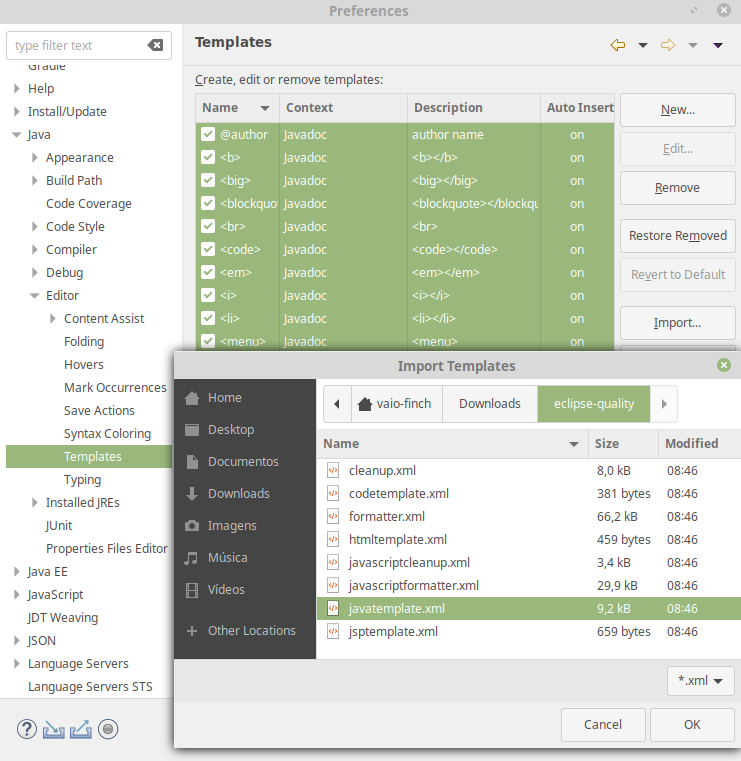 Preferences
type filter text
Gradle
Help
Install/Update
Java
Appearance
Build Path
Code Coverage
Code Style
Compiler
Debug
Editor
Content Assist
Folding
Hovers
Mark Occurrences
Save Actions
Syntax Coloring
Templates
Typing
Installed JREs
JUnit
Properties Files Editor
Java EE
JavaScript
JDT Weaving
JSON
Language Servers
Language Servers STS
Templates
Create, edit or remove templates:
Name Context Description Auto Insert
@author Javadoc author name on
<b> Javadoc <b></b> on
<big> Javadoc <big></big> on
<blockquot Javadoc <blockquote></blockqu on
<br> Javadoc <br> on
<code> Javadoc <code></code> on
<em> Javadoc <em></em> on
<i> Javadoc <i></i> on
<li> Javadoc <li></li> on
<menu> Javadoc <menu> on
New...
Edit...
Remove
Restore Removed
Revert to Default
Import...
Import Templates
Home
Desktop
Documentos
Downloads
Imagens
Música
Vídeos
Other Locations
vaio-finch Downloads eclipse-quality
Name Size Modified
cleanup.xml 8,0 kB 08:46
codetemplate.xml 381 bytes 08:46
formatter.xml 66,2 kB 08:46
htmltemplate.xml 459 bytes 08:46
javascriptcleanup.xml 3,4 kB 08:46
javascriptformatter.xml 29,9 kB 08:46
javatemplate.xml 9,2 kB 08:46
jsptemplate.xml 659 bytes 08:46
*.xml
Cancel OK